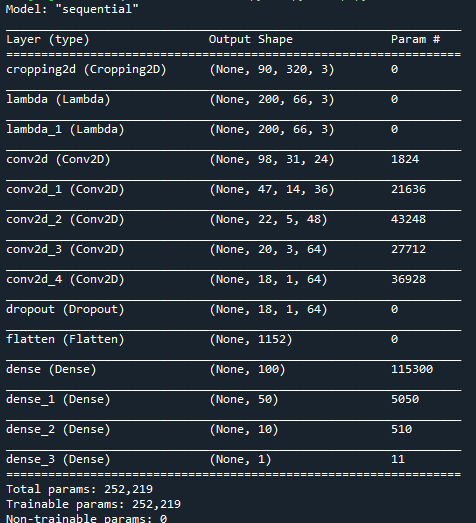 Model: "sequential"
Layer (type) Output Shape Param #
cropping2d (Cropping2D) (None, 90, 320, 3) 0
lambda (Lambda) (None, 200, 66, 3) 0
lambda_1 (Lambda) (None, 200, 66, 3) 0
conv2d (Conv2D) (None, 98, 31, 24) 1824
conv2d_1 (Conv2D) (None, 47, 14, 36) 21636
conv2d_2 (Conv2D) (None, 22, 5, 48) 43248
conv2d_3 (Conv2D) (None, 20, 3, 64) 27712
conv2d_4 (Conv2D) (None, 18, 1, 64) 36928
dropout (Dropout) (None, 18, 1, 64) 0
flatten (Flatten) (None, 1152) 0
dense (Dense) (None, 100) 115300
dense_1 (Dense) (None, 50) 5050
dense_2 (Dense) (None, 10) 510
dense_3 (Dense) (None, 1) 11
Total params: 252,219
Trainable params: 252,219
Non-trainable params: 0